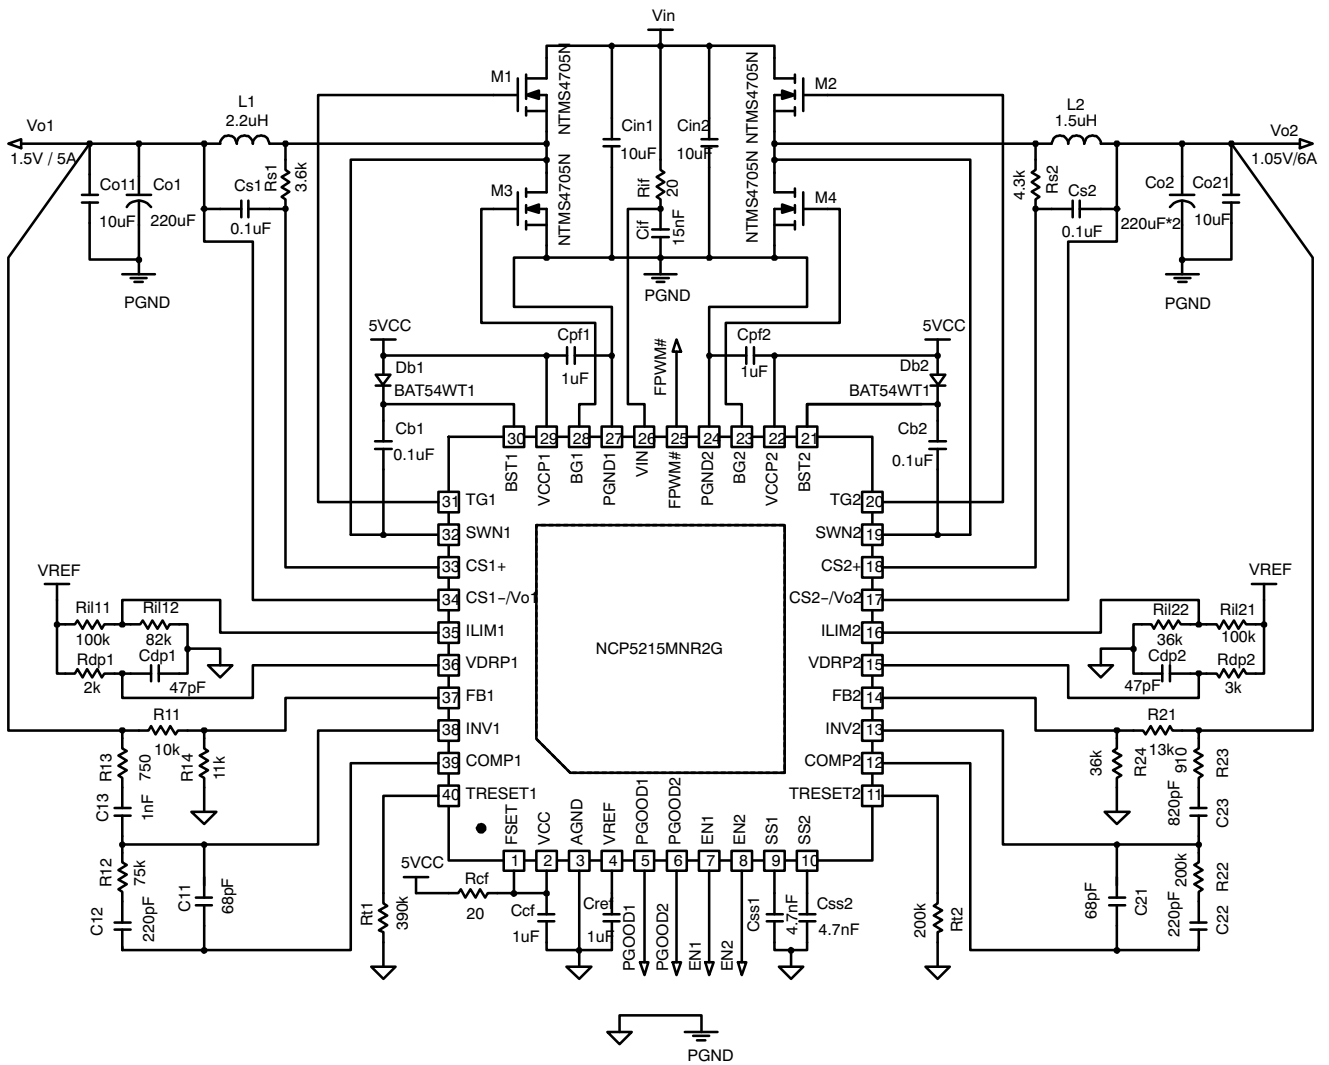 Vin
M1
NTMS4705N
NTMS4705N
M2
L1
2.2uH
L2
1.5uH
Vo1
1.5V / 5A
Vo2
1.05V/6A
Cin1
10uF
Cin2
10uF
Co11
10uF
Co1
220uF
Cs1
0.1uF
Rs1
3.6k
M3
NTMS4705N
Rif
20
Cif
15nF
NTMS4705N
M4
4.3k
Rs2
Cs2
0.1uF
Co2
220uF*2
Co21
10uF
PGND
PGND
PGND
5VCC
Db1
BAT54WT1
Cpf1
1uF
FPWM#
Cpf2
1uF
5VCC
Db2
BAT54WT1
Cb1
0.1uF
Cb2
0.1uF
30
29
28
27
26
25
24
23
22
21
BST1
VCCP1
BG1
PGND1
VIN
FPWM#
PGND2
BG2
VCCP2
BST2
31
TG1
TG2
20
32
SWN1
SWN2
19
33
CS1+
CS2+
18
34
CS1-/Vo1
CS2-/Vo2
17
35
ILIM1
ILIM2
16
36
VDRP1
VDRP2
15
37
FB1
FB2
14
38
INV1
INV2
13
39
COMP1
COMP2
12
40
TRESET1
TRESET2
11
NCP5215MNR2G
VREF
Ril11
100k
Ril12
82k
Rdp1
2k
Cdp1
47pF
VREF
Ril22
36k
Ril21
100k
Cdp2
47pF
Rdp2
3k
R11
10k
R13
750
R14
11k
C13
1nF
R12
75k
C12
220pF
C11
68pF
R21
13k
36k
R24
910
R23
820pF
C23
200k
R22
68pF
C21
220pF
C22
FSET
VCC
AGND
VREF
PGOOD1
PGOOD2
EN1
EN2
SS1
SS2
1
2
3
4
5
6
7
8
9
10
5VCC
Rcf
20
Rt1
390k
Ccf
1uF
Cref
1uF
PGOOD1
PGOOD2
EN1
EN2
Css1
4.7nF
Css2
4.7nF
200k
Rt2
PGND